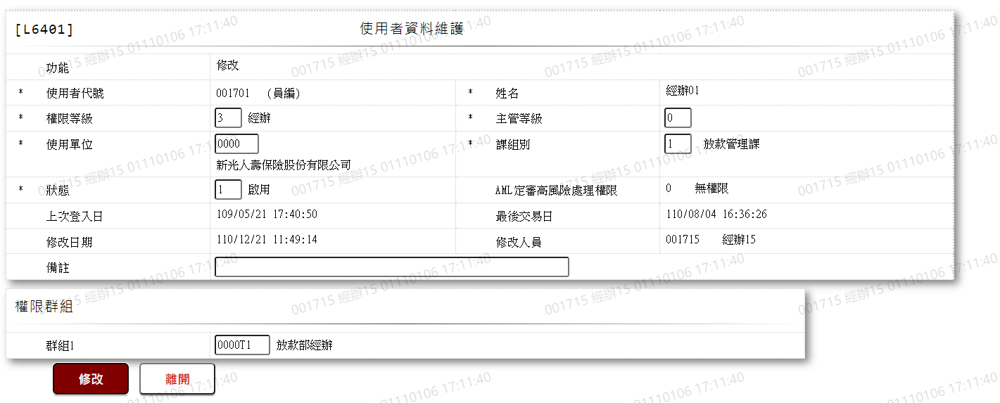 [L6401] 使用者資料維護
功能 修改
* 使用者代號 001701 (員編) * 姓名 經辦01
* 權限等級 3 經辦 * 主管等級 0
* 使用單位 0000 * 課組別 1 放款管理課
新光人壽保險股份有限公司
* 狀態 1 啟用 AML定審高風險處理權限 0 無權限
上次登入日 109/05/21 17:40:50 最後交易日 110/08/04 16:36:26
修改日期 110/12/21 11:49:14 修改人員 001715 經辦15
備註
權限群組
群組1 0000T1 放款部經辦
修改 離開
001715 經辦15 01110106 17:11:40